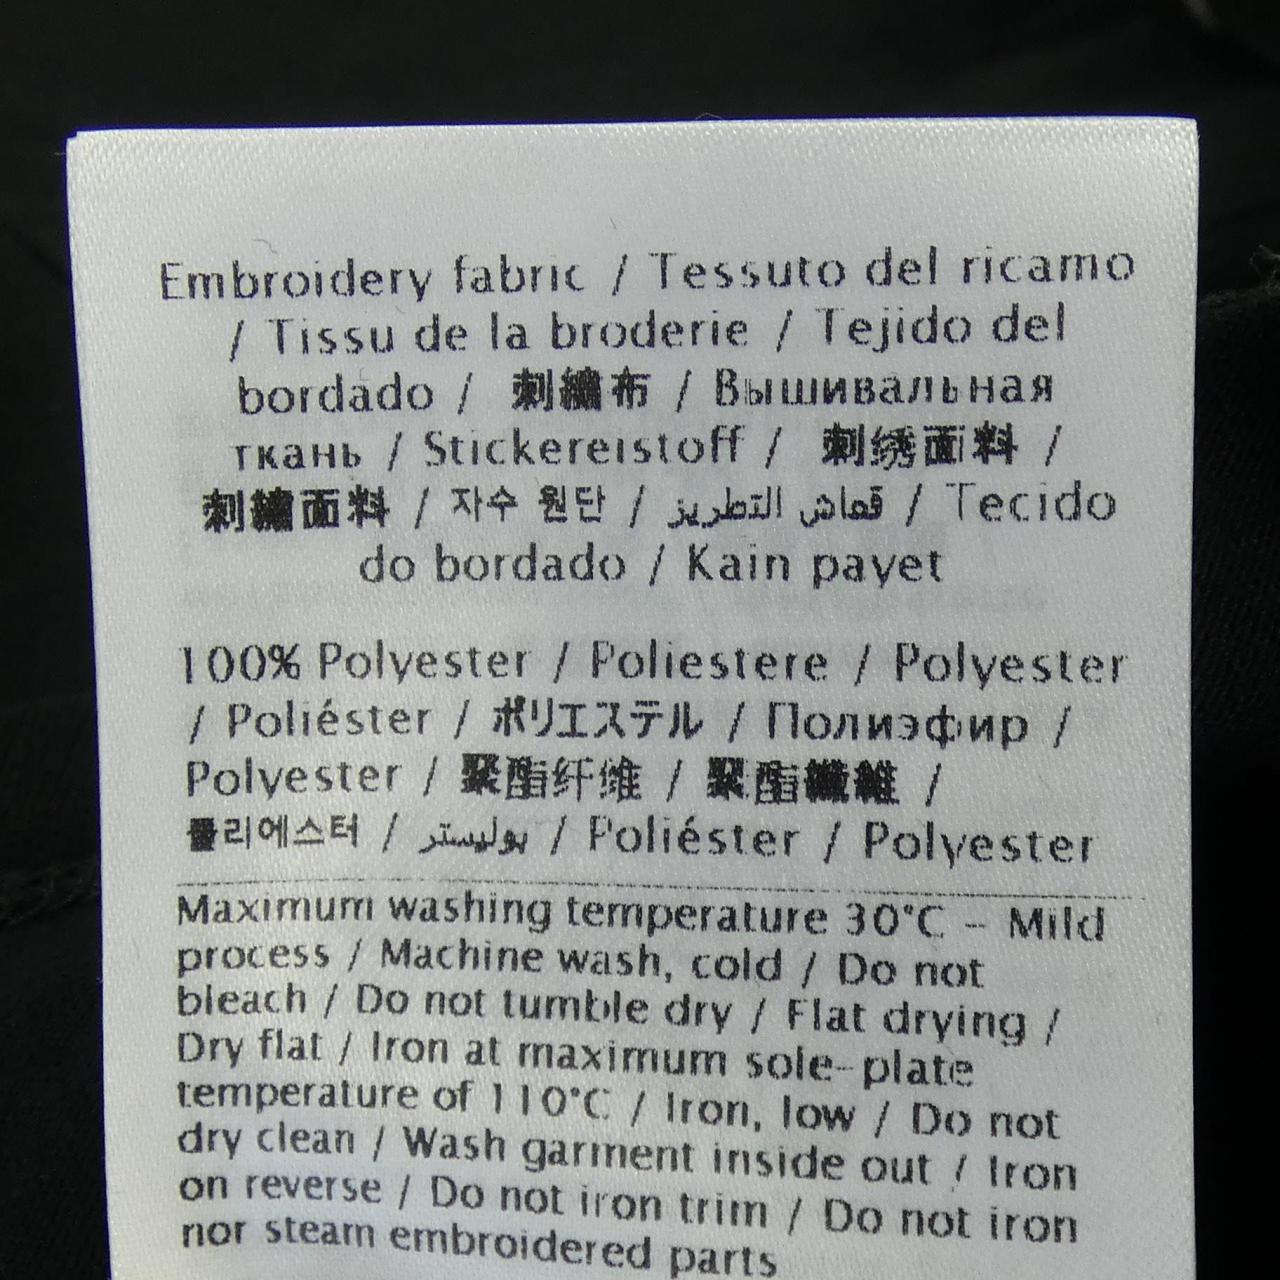 Embroidery fabric / Tessuto del ricamo
/ Tissu de la broderie / Tejido del
bordado / 刺繍布 / Вышивальная
ткань / Stickereistoff / 刺绣面料 /
刺繡面料 / 자수 원단 / قماش التطريز / Tecido
do bordado / Kain payet
100% Polyester / Poliestere / Polyester
/ Poliéster / ポリエステル / Полиэфир /
Polyester / 聚酯纤维 / 聚酯纖維 /
폴리에스터 / بوليستر / Poliéster / Polyester
Maximum washing temperature 30°C - Mild
process / Machine wash, cold / Do not
bleach / Do not tumble dry / Flat drying /
Dry flat / Iron at maximum sole-plate
temperature of 110°C / Iron, low / Do not
dry clean / Wash garment inside out / Iron
on reverse / Do not iron trim / Do not iron
nor steam embroidered parts